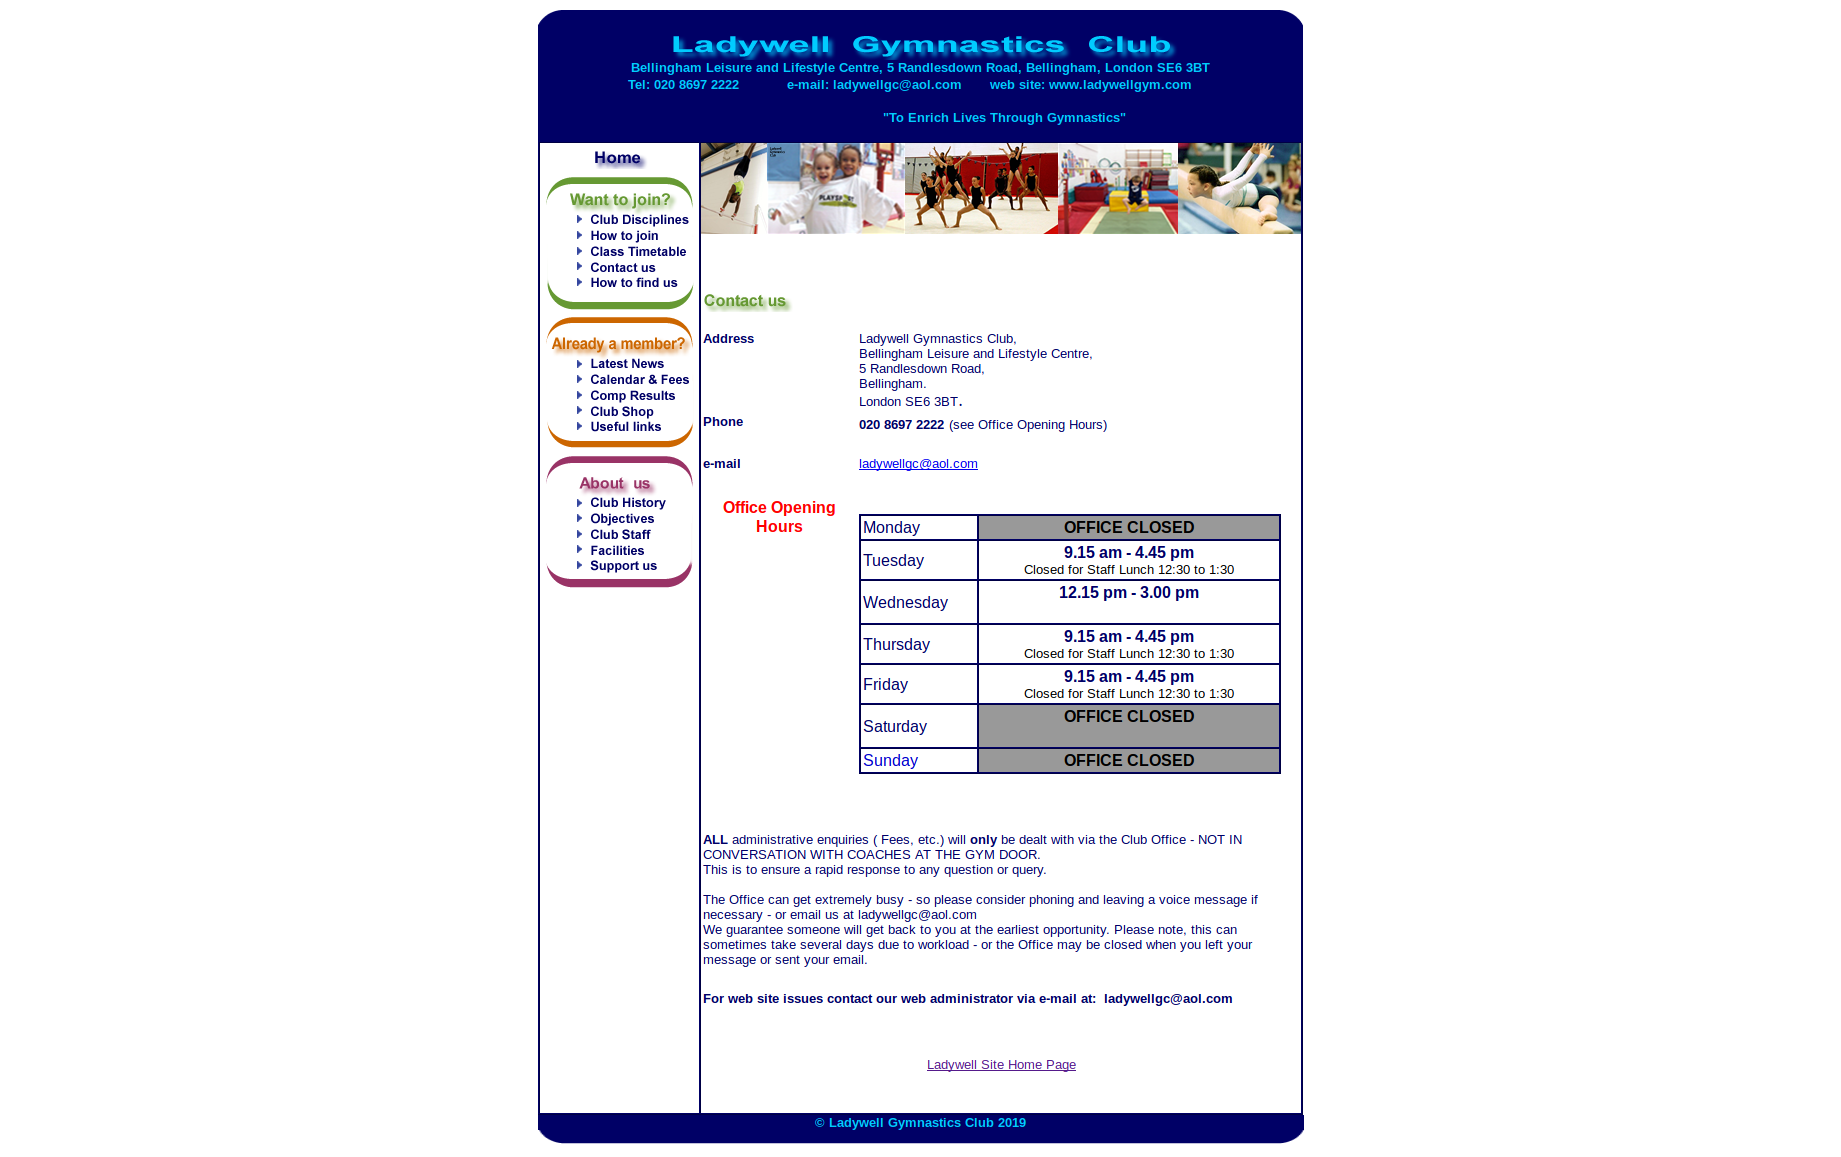 Ladywell Gymnastics Club
Bellingham Leisure and Lifestyle Centre, 5 Randlesdown Road, Bellingham, London SE6 3BT
Tel: 020 8697 2222 e-mail: ladywellgc@aol.com web site: www.ladywellgym.com
"To Enrich Lives Through Gymnastics"
Home
Want to join?
Club Disciplines
How to join
Class Timetable
Contact us
How to find us
Already a member?
Latest News
Calendar & Fees
Comp Results
Club Shop
Useful links
About us
Club History
Objectives
Club Staff
Facilities
Support us
Contact us
Address
Ladywell Gymnastics Club,
Bellingham Leisure and Lifestyle Centre,
5 Randlesdown Road,
Bellingham.
London SE6 3BT.
Phone
020 8697 2222 (see Office Opening Hours)
e-mail
ladywellgc@aol.com
Office Opening
Hours
Monday OFFICE CLOSED
Tuesday 9.15 am - 4.45 pm
Closed for Staff Lunch 12:30 to 1:30
Wednesday 12.15 pm - 3.00 pm
Thursday 9.15 am - 4.45 pm
Closed for Staff Lunch 12:30 to 1:30
Friday 9.15 am - 4.45 pm
Closed for Staff Lunch 12:30 to 1:30
Saturday OFFICE CLOSED
Sunday OFFICE CLOSED
ALL administrative enquiries ( Fees, etc.) will only be dealt with via the Club Office - NOT IN
CONVERSATION WITH COACHES AT THE GYM DOOR.
This is to ensure a rapid response to any question or query.
The Office can get extremely busy - so please consider phoning and leaving a voice message if
necessary - or email us at ladywellgc@aol.com
We guarantee someone will get back to you at the earliest opportunity. Please note, this can
sometimes take several days due to workload - or the Office may be closed when you left your
message or sent your email.
For web site issues contact our web administrator via e-mail at: ladywellgc@aol.com
Ladywell Site Home Page
© Ladywell Gymnastics Club 2019